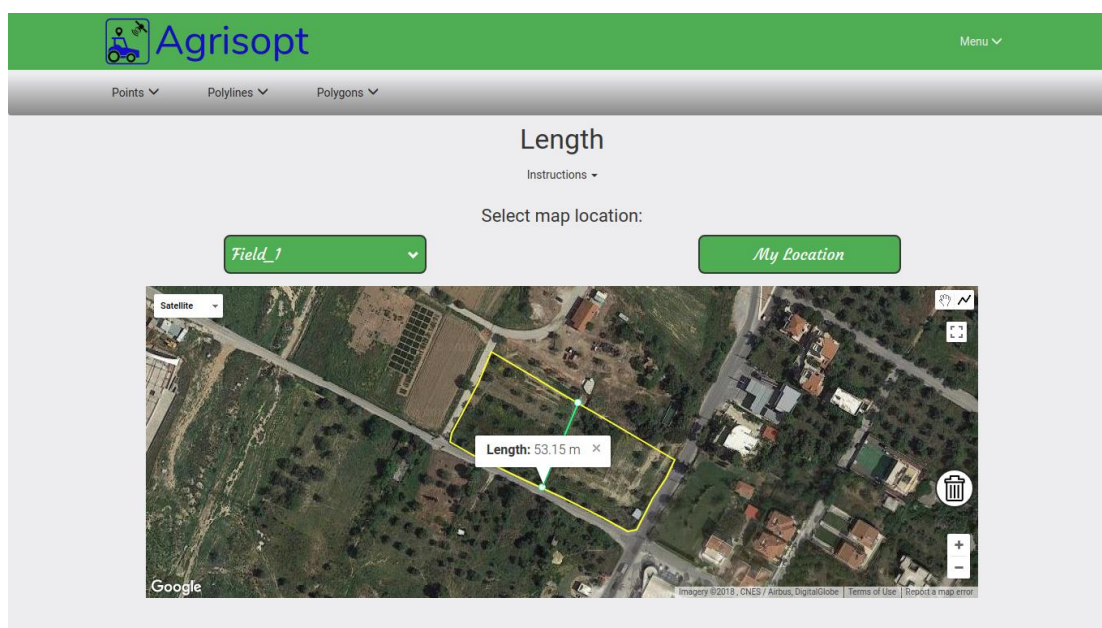 Agrisopt
Menu
Points
Polylines
Polygons
Length
Instructions
Select map location:
Field_1
My Location
Satellite
Length: 53.15 m ×
+
−
Google
Imagery ©2018 , CNES / Airbus, DigitalGlobe
Terms of Use
Report a map error